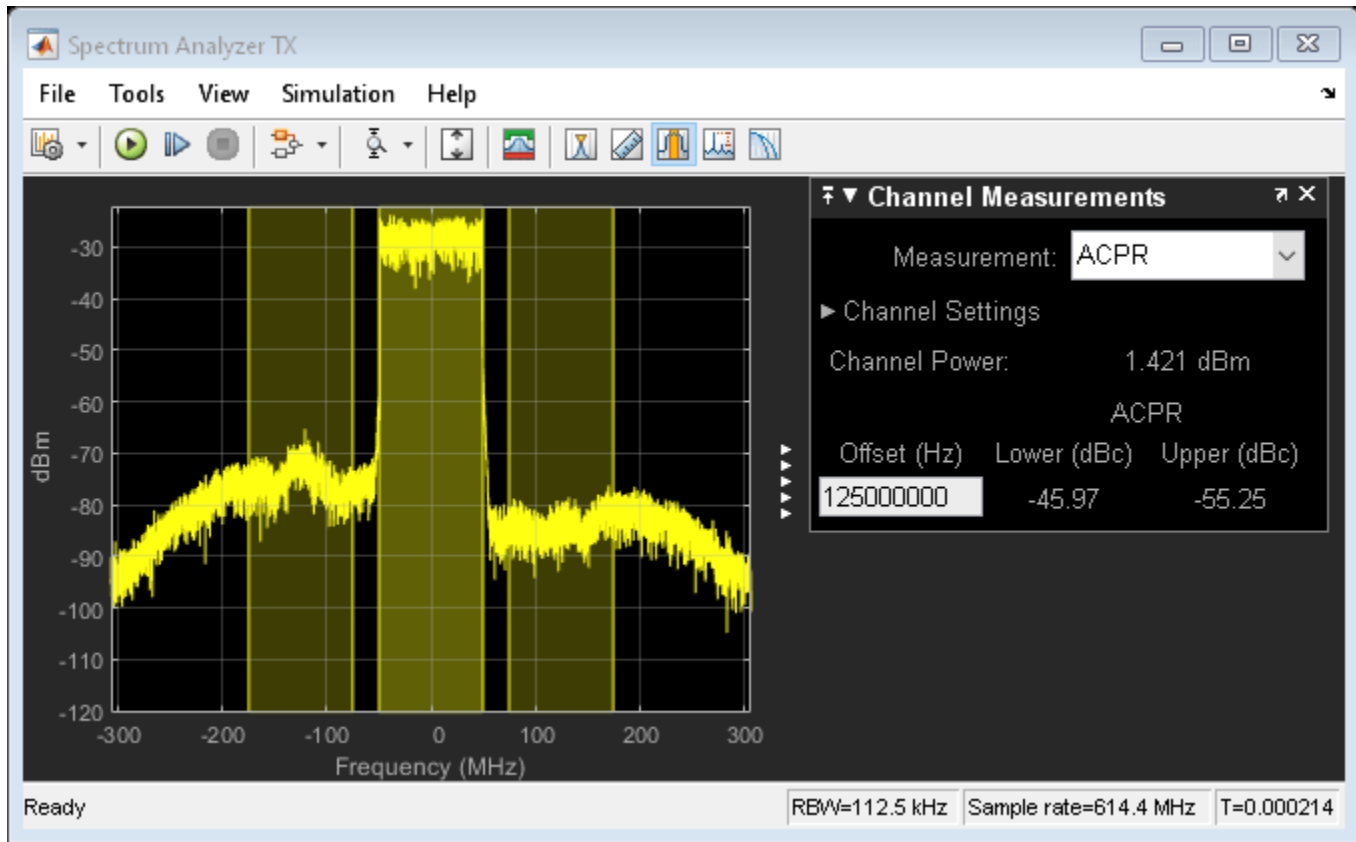 Spectrum Analyzer TX
File Tools View Simulation Help
Channel Measurements
Measurement: ACPR
Channel Settings
Channel Power: 1.421 dBm
ACPR
Offset (Hz) Lower (dBc) Upper (dBc)
125000000 -45.97 -55.25
dBm
-30
-40
-50
-60
-70
-80
-90
-100
-110
-120
-300 -200 -100 0 100 200 300
Frequency (MHz)
Ready RBW=112.5 kHz Sample rate=614.4 MHz T=0.000214